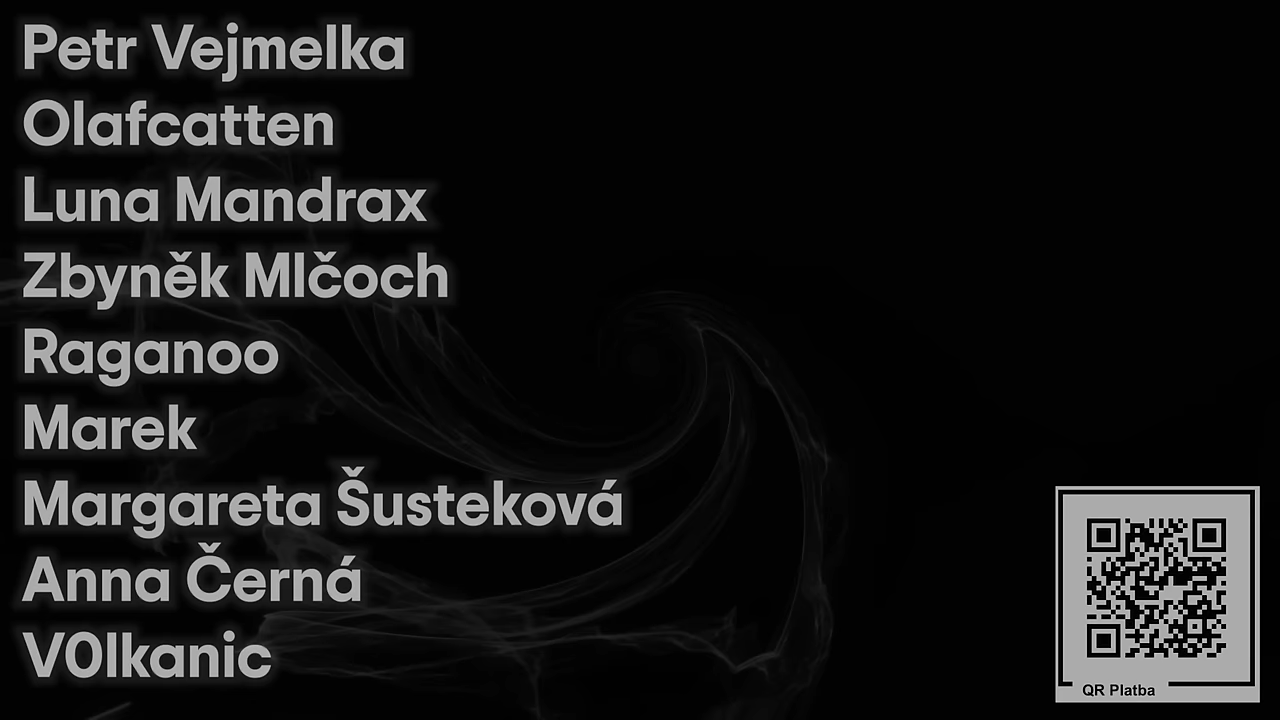 Petr Vejmelka
Olafcatten
Luna Mandrax
Zbyněk Mlčoch
Raganoo
Marek
Margareta Šusteková
Anna Černá
V0lkanic
QR Platba